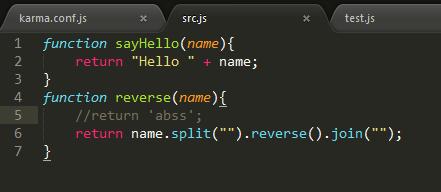 karma.conf.js × src.js × test.js
1 function sayHello(name){
2     return "Hello " + name;
3 }
4 function reverse(name){
5     //return 'abss';
6     return name.split("").reverse().join("");
7 }